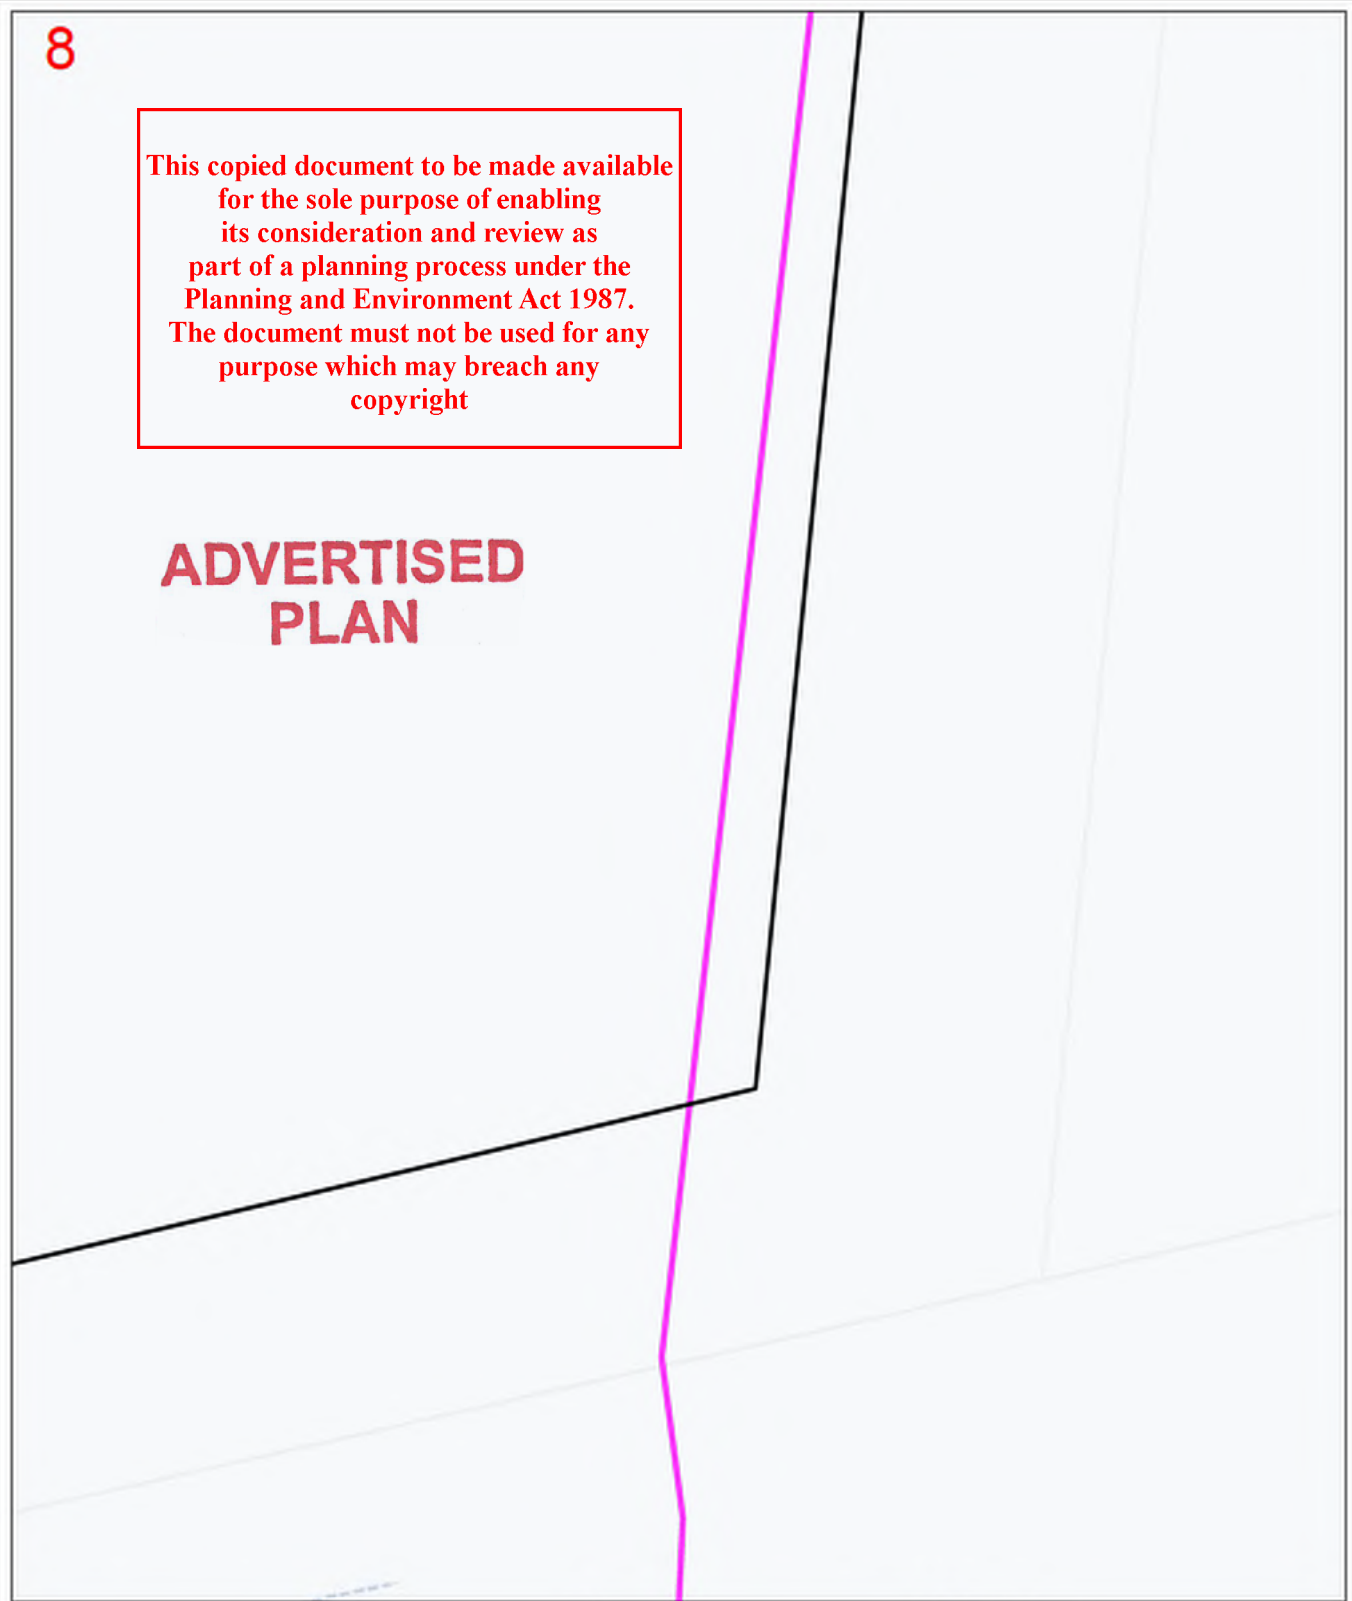 8
This copied document to be made available
for the sole purpose of enabling
its consideration and review as
part of a planning process under the
Planning and Environment Act 1987.
The document must not be used for any
purpose which may breach any
copyright
ADVERTISED
PLAN